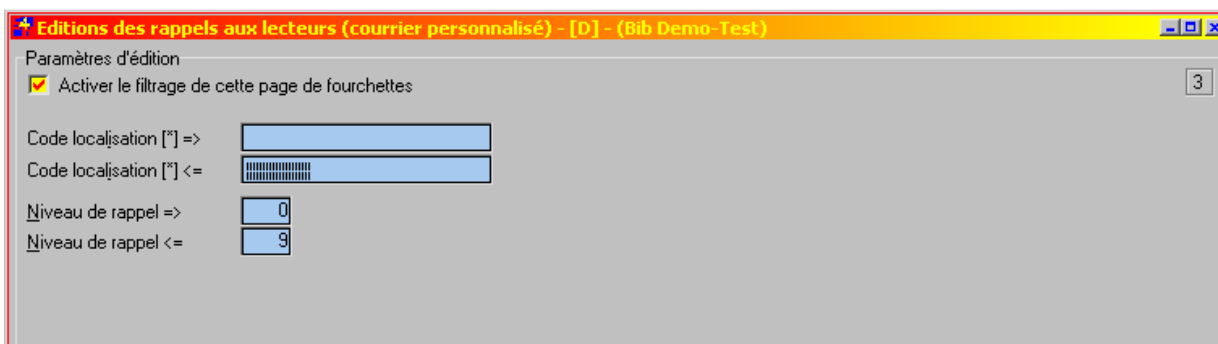 Editions des rappels aux lecteurs (courrier personnalisé) - [D] - (Bib Demo-Test)
Paramètres d'édition
Activer le filtrage de cette page de fourchettes
3
Code localisation [*] =>
Code localisation [*] <=
Niveau de rappel => 0
Niveau de rappel <= 9